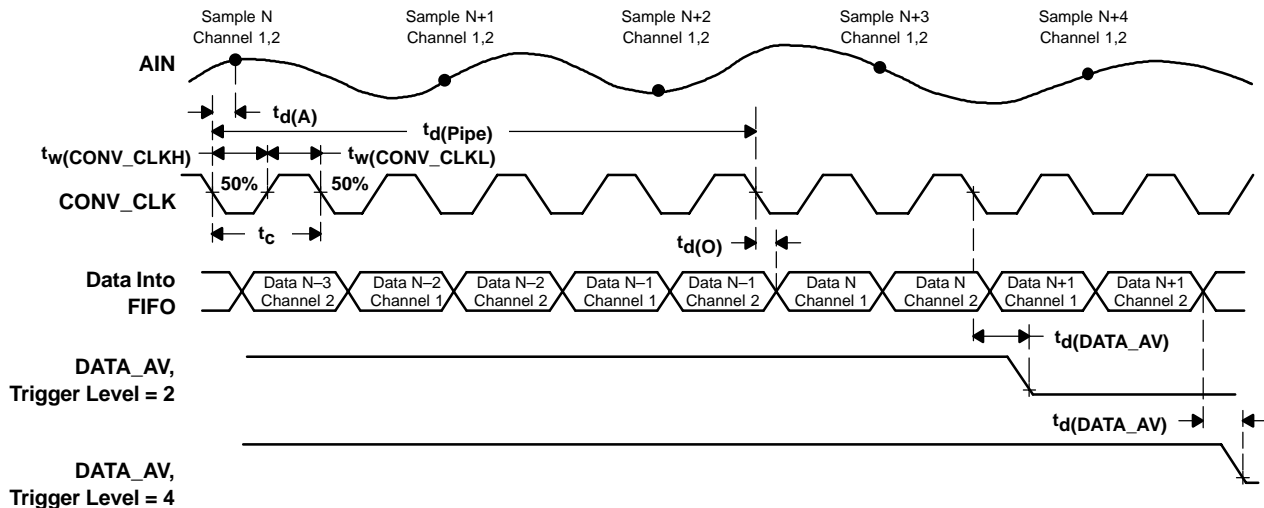 Sample N
Channel 1,2
Sample N+1
Channel 1,2
Sample N+2
Channel 1,2
Sample N+3
Channel 1,2
Sample N+4
Channel 1,2
AIN
td(A)
td(Pipe)
tw(CONV_CLKH)
tw(CONV_CLKL)
50%
50%
CONV_CLK
tc
td(O)
Data Into
FIFO
Data N–3
Channel 2
Data N–2
Channel 1
Data N–2
Channel 2
Data N–1
Channel 1
Data N–1
Channel 2
Data N
Channel 1
Data N
Channel 2
Data N+1
Channel 1
Data N+1
Channel 2
td(DATA_AV)
DATA_AV,
Trigger Level = 2
td(DATA_AV)
DATA_AV,
Trigger Level = 4